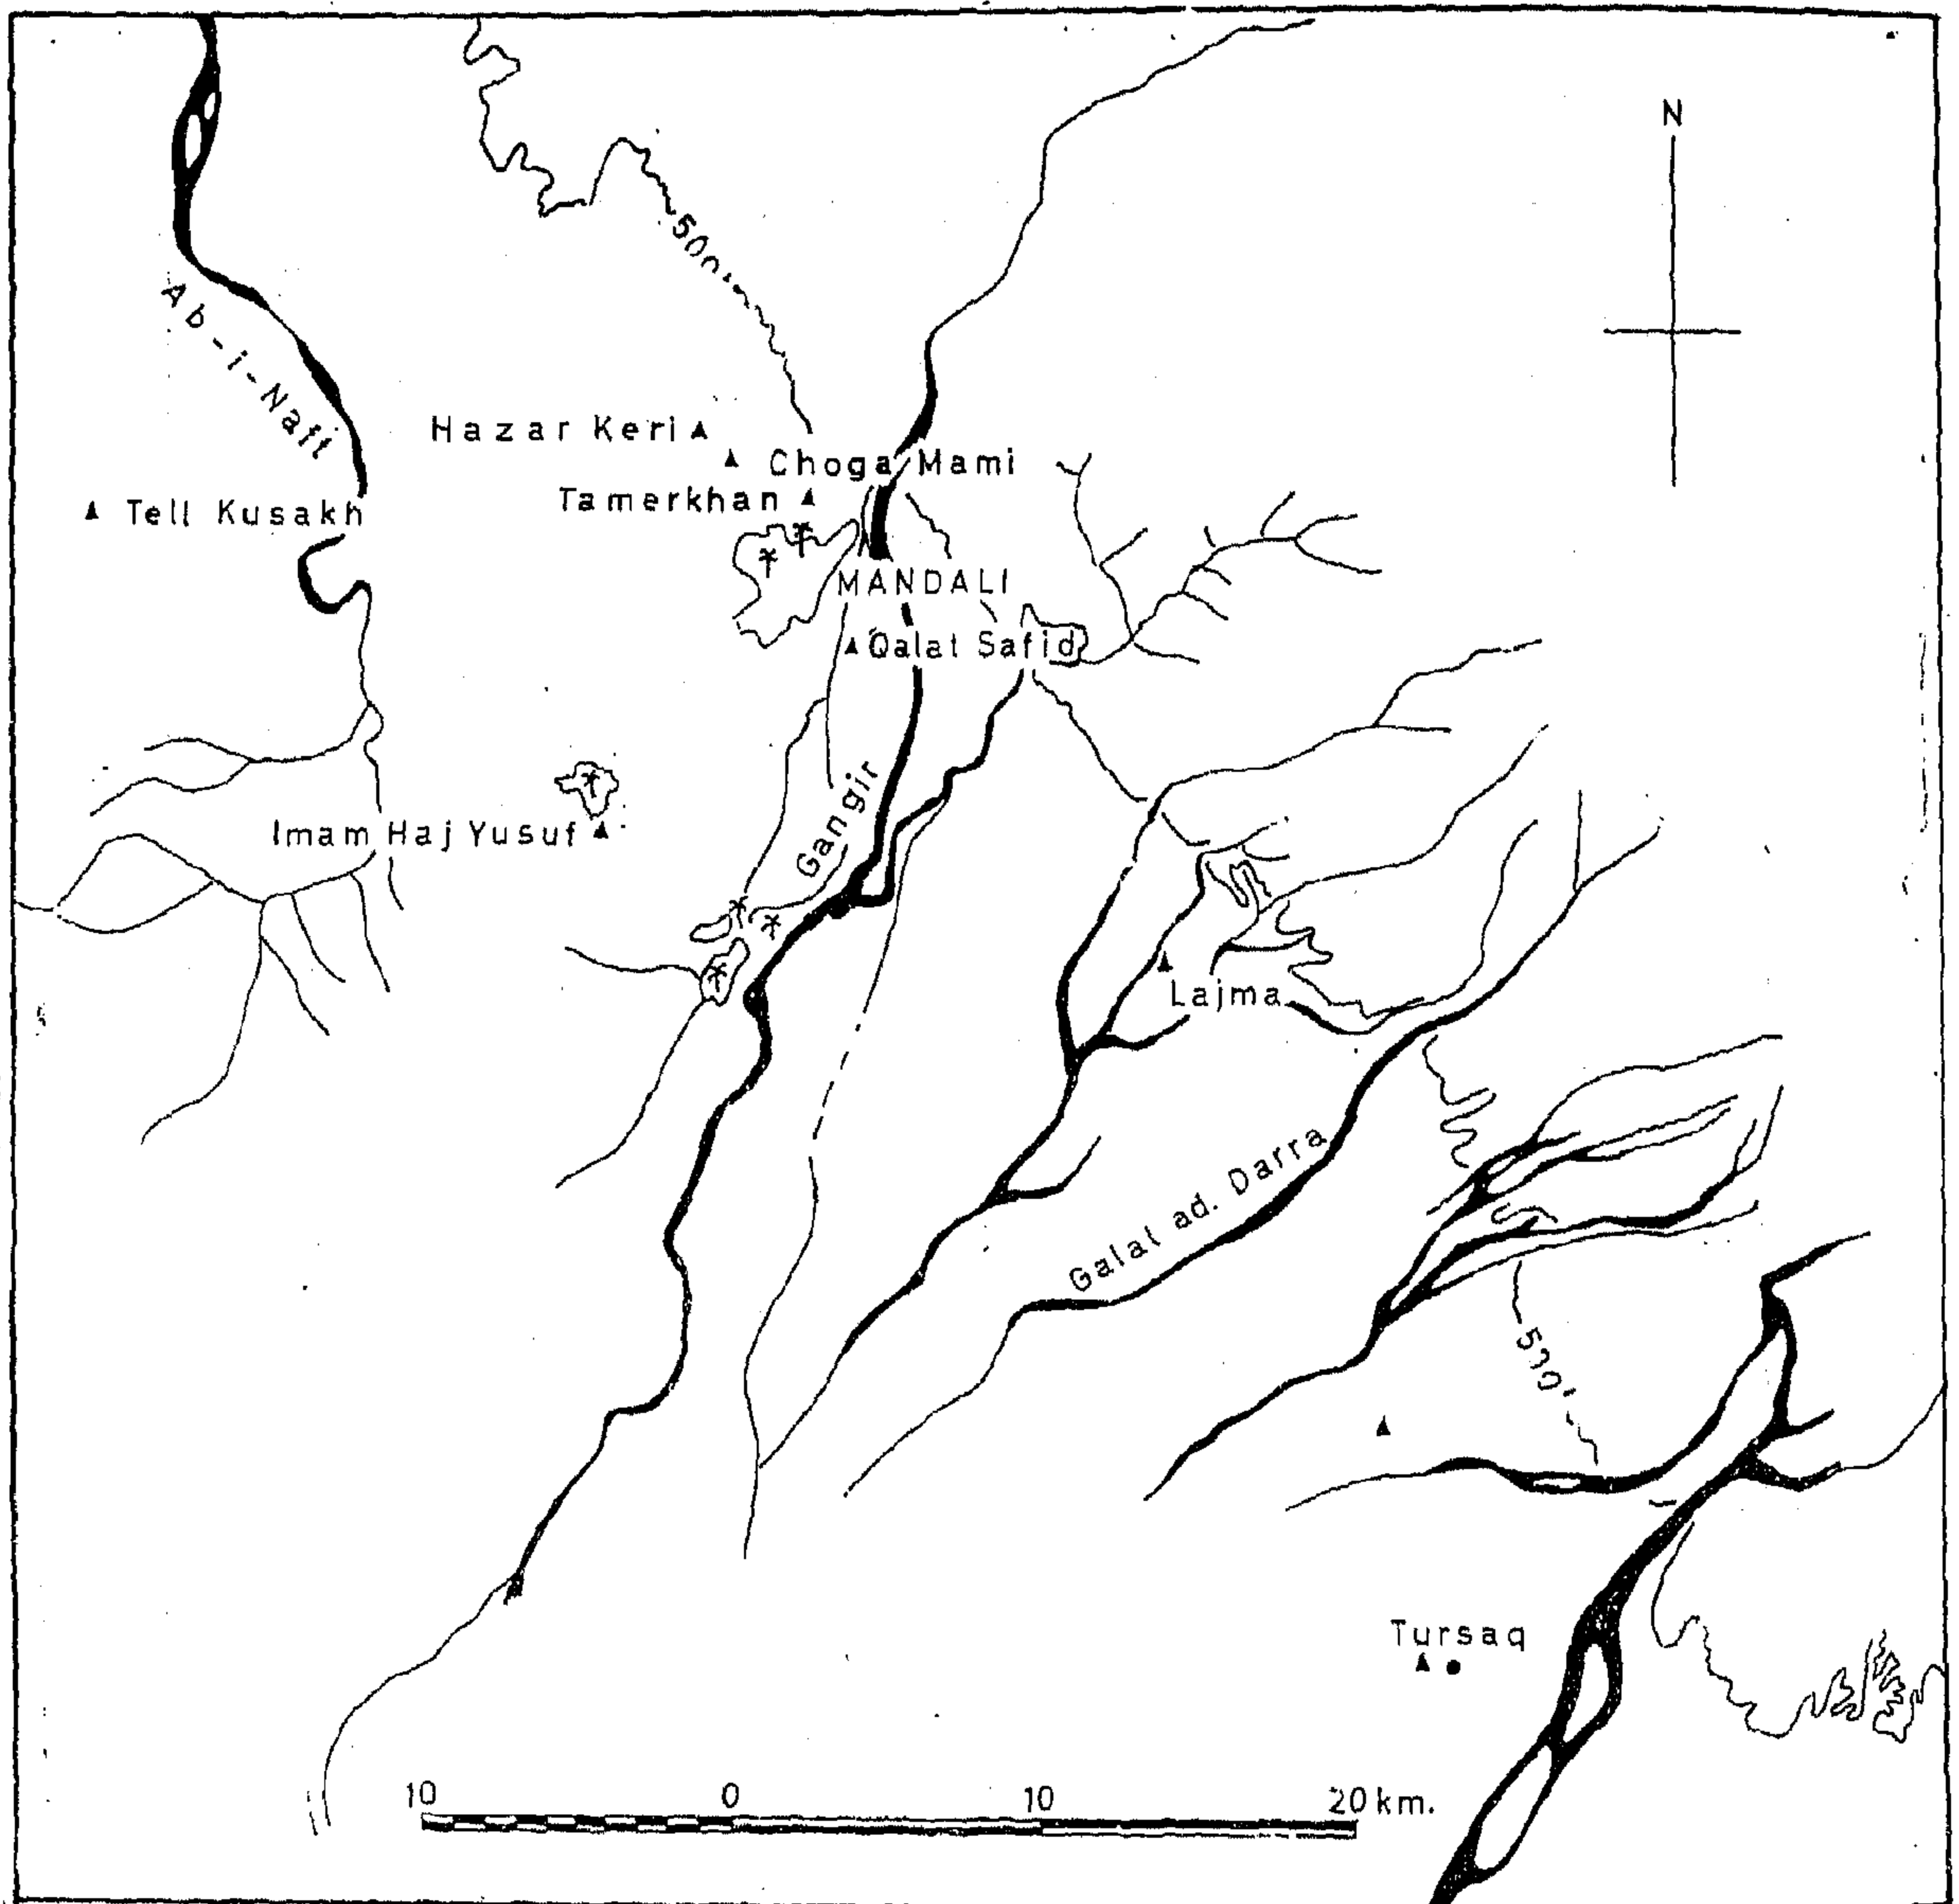 N
500'
Ab-i-Naft
Hazar Keri
Choga Mami
Tamerkhan
Tell Kusakh
MANDALI
Qalat Safid
Gangir
Imam Haj Yusuf
Lajma
Galal ad. Darra
500'
Tursaq
10 0 10 20 km.